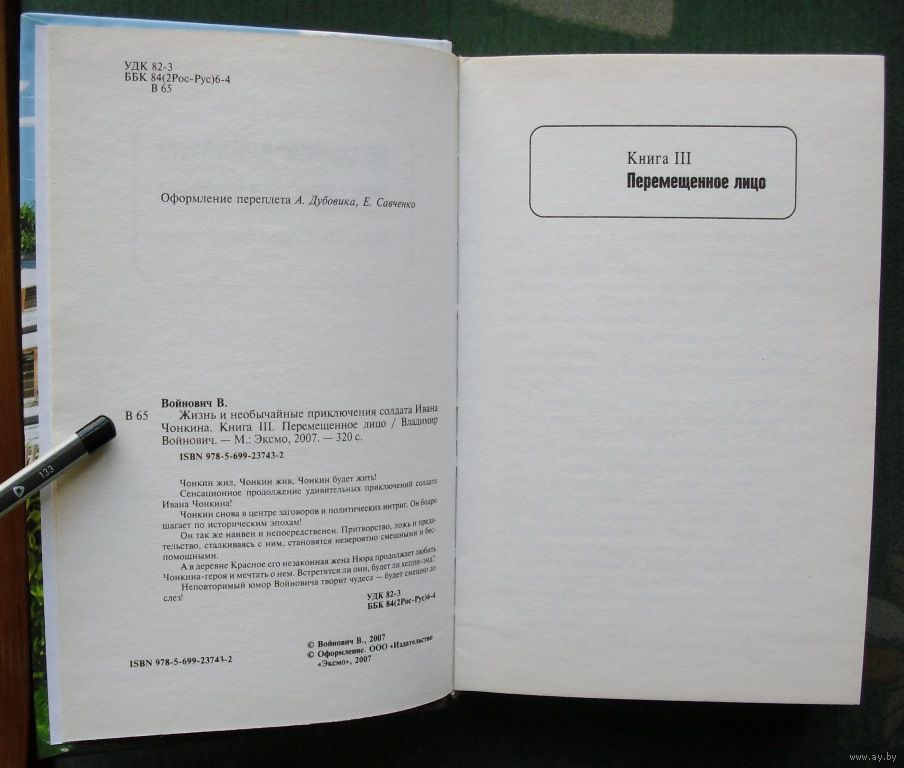 УДК 82-3
ББК 84(2Рос-Рус)6-4
В 65
Оформление переплета А. Дубовика, Е. Савченко
Войнович В.
В 65 Жизнь и необычайные приключения солдата Ивана
Чонкина. Книга III. Перемещенное лицо / Владимир
Войнович. — М.: Эксмо, 2007. — 320 с.
ISBN 978-5-699-23743-2
Чонкин жил, Чонкин жив, Чонкин будет жить!
Сенсационное продолжение удивительных приключений солдата
Ивана Чонкина!
Чонкин снова в центре заговоров и политических интриг. Он бодро
шагает по историческим эпохам!
Он так же наивен и непосредственен. Притворство, ложь и преда-
тельство, сталкиваясь с ним, становятся невероятно смешными и бес-
помощными.
А в деревне Красное его незаконная жена Нюра продолжает любить
Чонкина-героя и мечтать о нем. Встретятся ли они, будет ли хеппи-энд?
Неповторимый юмор Войновича творит чудеса — будет смешно до
слез!
УДК 82-3
ББК 84(2Рос-Рус)6-4
© Войнович В., 2007
© Оформление. ООО «Издательство
«Эксмо», 2007
ISBN 978-5-699-23743-2
133
Книга III
Перемещенное лицо
www.ay.by